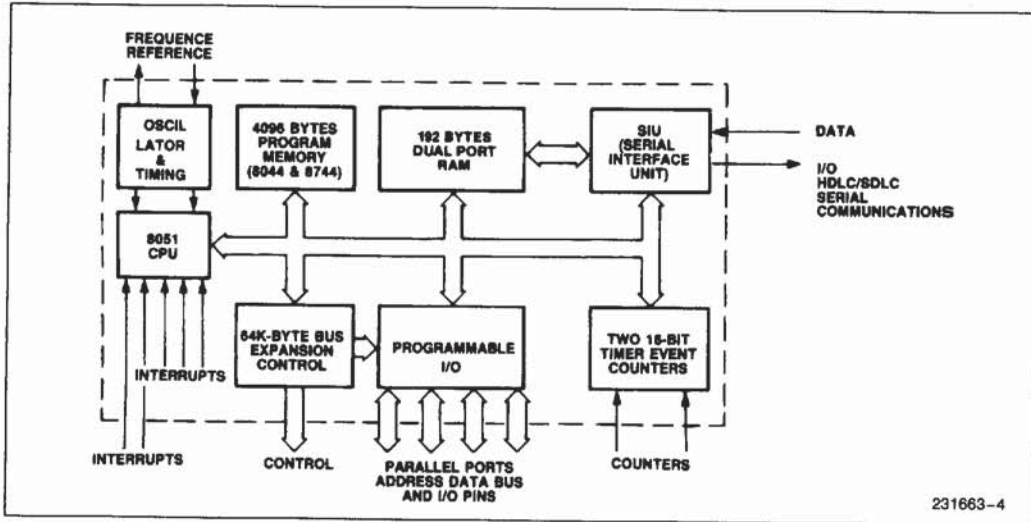 FREQUENCE
REFERENCE
OSCIL
LATOR
&
TIMING
4096 BYTES
PROGRAM
MEMORY
(8044 & 8744)
192 BYTES
DUAL PORT
RAM
SIU
(SERIAL
INTERFACE
UNIT)
DATA
I/O
HDLC/SDLC
SERIAL
COMMUNICATIONS
8051
CPU
64K-BYTE BUS
EXPANSION
CONTROL
PROGRAMMABLE
I/O
TWO 16-BIT
TIMER EVENT
COUNTERS
INTERRUPTS
INTERRUPTS
CONTROL
PARALLEL PORTS
ADDRESS DATA BUS
AND I/O PINS
COUNTERS
231663-4